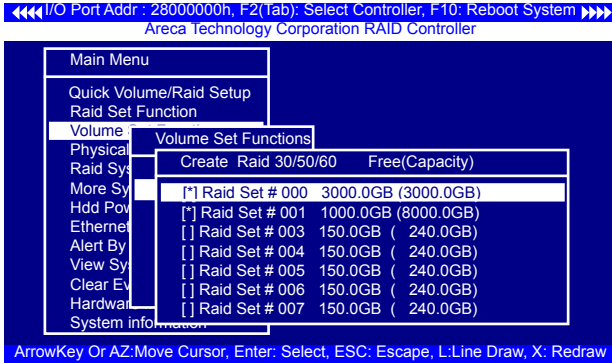 I/O Port Addr : 28000000h, F2(Tab): Select Controller, F10: Reboot System
Areca Technology Corporation RAID Controller
Main Menu
Quick Volume/Raid Setup
Raid Set Function
Volume
Physical
Raid Sys
More Sy
Hdd Pow
Ethernet
Alert By
View Sy
Clear Ev
Hardwar
System information
Volume Set Functions
Create Raid 30/50/60 Free(Capacity)
[*] Raid Set # 000 3000.0GB (3000.0GB)
[*] Raid Set # 001 1000.0GB (8000.0GB)
[ ] Raid Set # 003 150.0GB ( 240.0GB)
[ ] Raid Set # 004 150.0GB ( 240.0GB)
[ ] Raid Set # 005 150.0GB ( 240.0GB)
[ ] Raid Set # 006 150.0GB ( 240.0GB)
[ ] Raid Set # 007 150.0GB ( 240.0GB)
ArrowKey Or AZ:Move Cursor, Enter: Select, ESC: Escape, L:Line Draw, X: Redraw